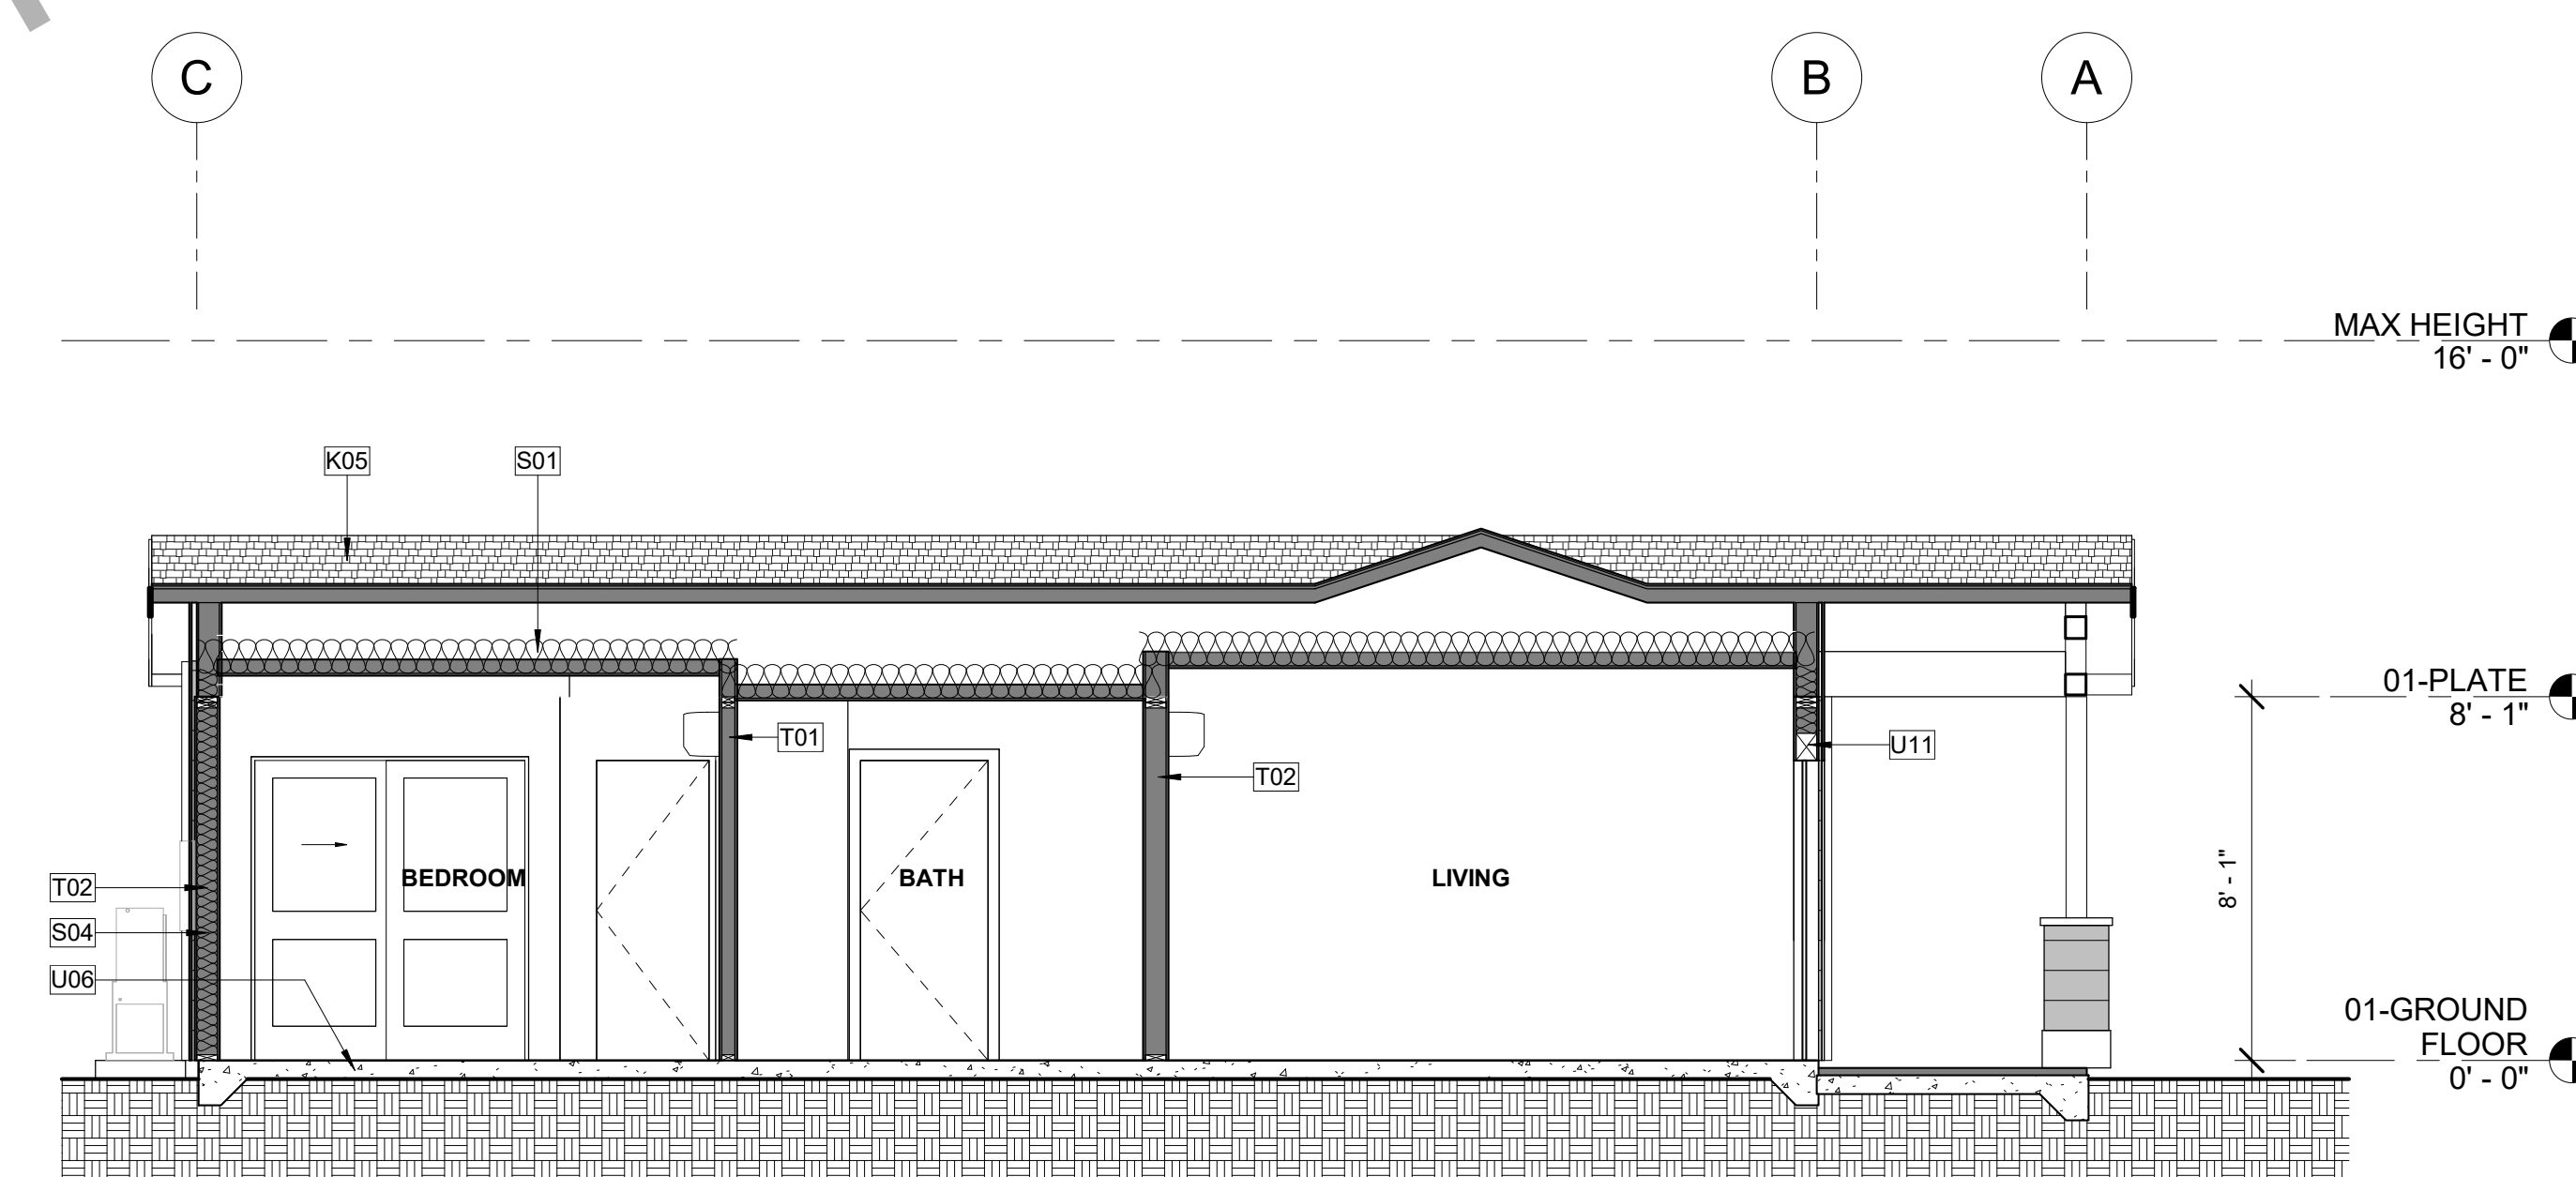 C
B
A
MAX HEIGHT
16' - 0"
K05
S01
01-PLATE
8' - 1"
T01
U11
T02
8' - 1"
BEDROOM
BATH
LIVING
T02
S04
U06
01-GROUND
FLOOR
0' - 0"